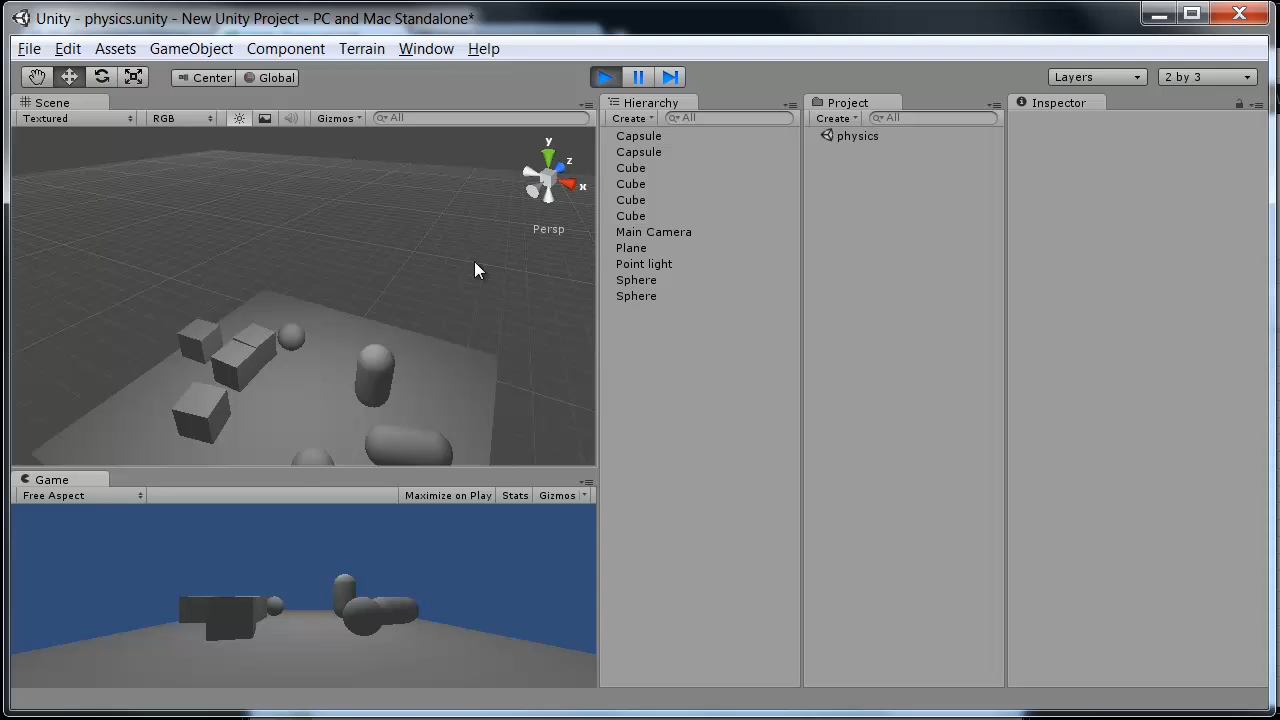 Unity - physics.unity - New Unity Project - PC and Mac Standalone*
File Edit Assets GameObject Component Terrain Window Help
Center Global Layers 2 by 3
Scene
Textured RGB Gizmos All
y
z
x
Persp
Game
Free Aspect Maximize on Play Stats Gizmos
Hierarchy
Create All
Capsule
Capsule
Cube
Cube
Cube
Cube
Main Camera
Plane
Point light
Sphere
Sphere
Project
Create All
physics
Inspector